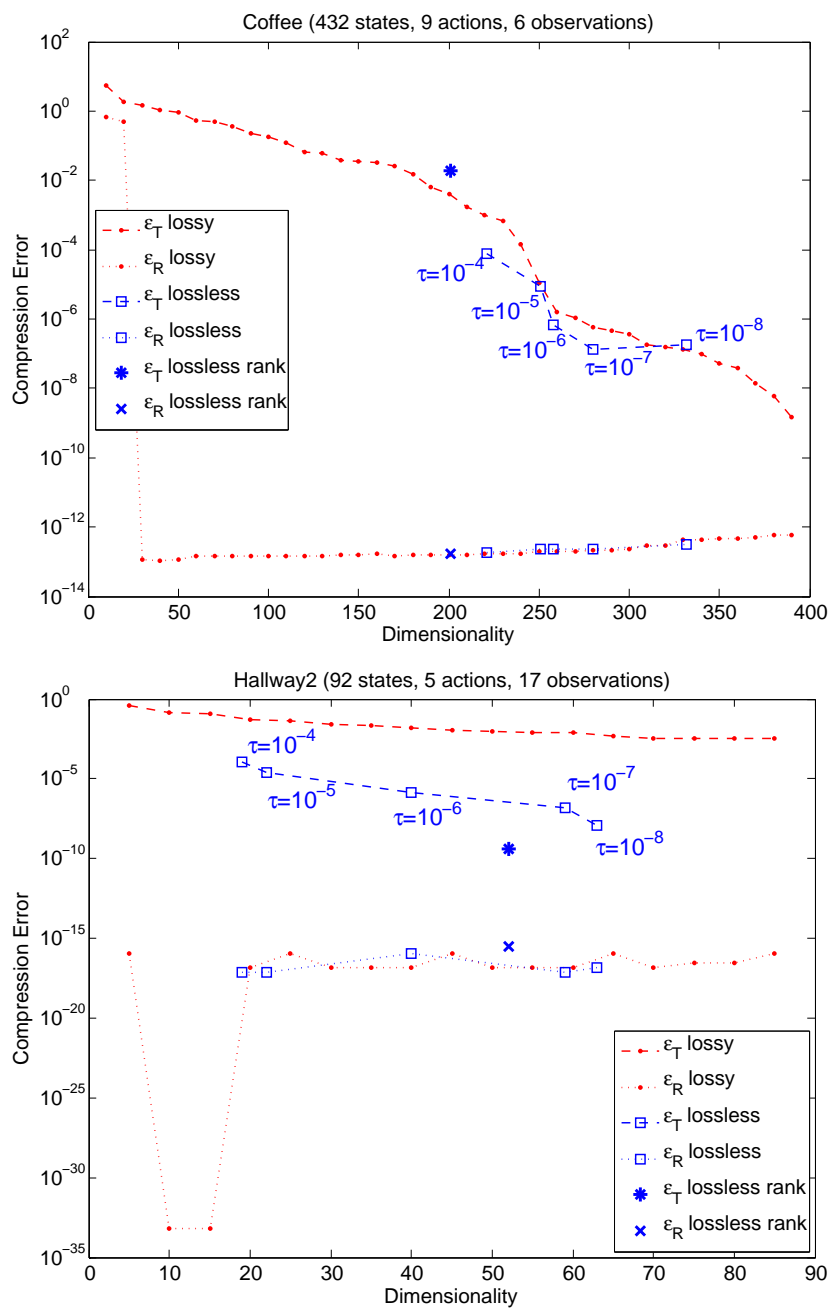 Coffee (432 states, 9 actions, 6 observations)
10^2
10^0
10^−2
10^−4
10^−6
10^−8
10^−10
10^−12
10^−14
Compression Error
ε_T lossy
ε_R lossy
ε_T lossless
ε_R lossless
ε_T lossless rank
ε_R lossless rank
τ=10^−4
τ=10^−5
τ=10^−6
τ=10^−7
τ=10^−8
0 50 100 150 200 250 300 350 400
Dimensionality
Hallway2 (92 states, 5 actions, 17 observations)
10^0
10^−5
10^−10
10^−15
10^−20
10^−25
10^−30
10^−35
Compression Error
τ=10^−4
τ=10^−5
τ=10^−6
τ=10^−7
τ=10^−8
ε_T lossy
ε_R lossy
ε_T lossless
ε_R lossless
ε_T lossless rank
ε_R lossless rank
0 10 20 30 40 50 60 70 80 90
Dimensionality